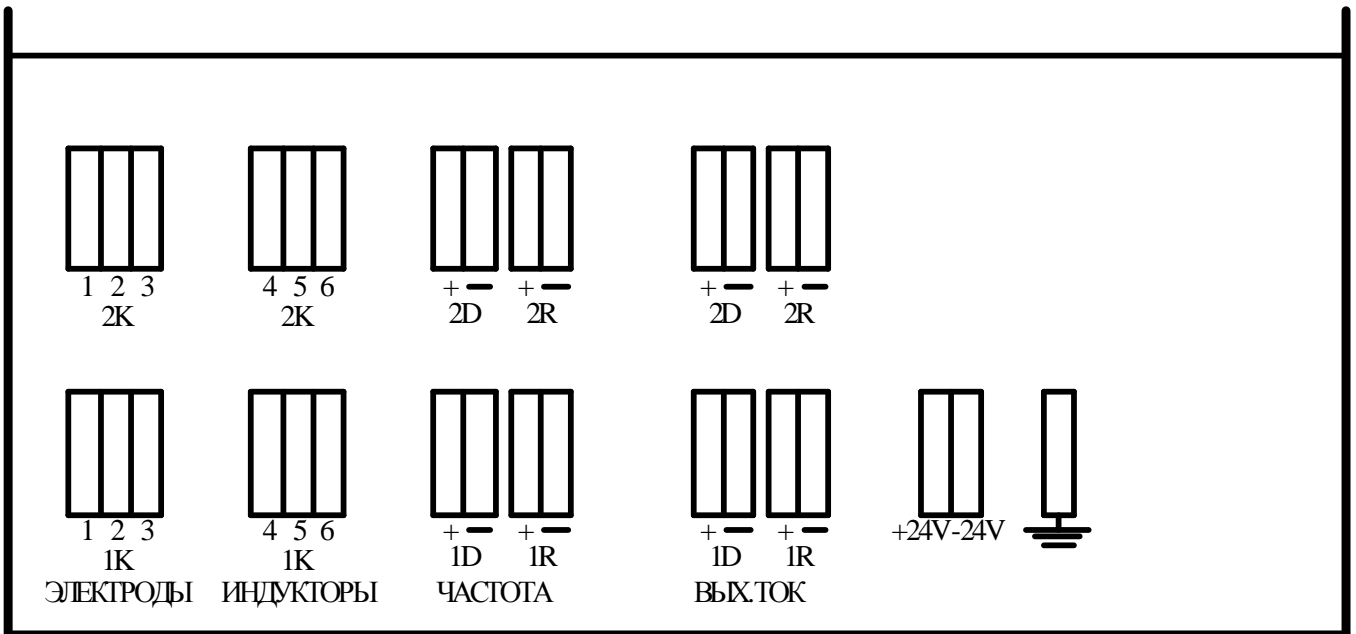 1 2 3 4 5 6 + − + − + − + −
2K 2K 2D 2R 2D 2R
1 2 3 4 5 6 + − + − + − + − +24V-24V
1K 1K 1D 1R 1D 1R
ЭЛЕКТРОДЫ ИНДУКТОРЫ ЧАСТОТА ВЫХ.ТОК